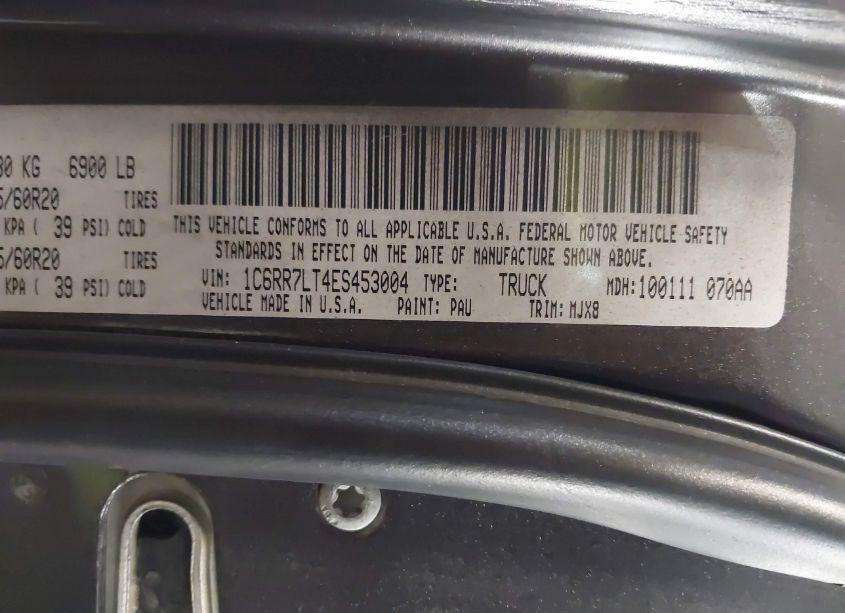 80 KG 6900 LB
5/60R20 TIRES
KPA ( 39 PSI) COLD
5/60R20 TIRES
KPA ( 39 PSI) COLD
THIS VEHICLE CONFORMS TO ALL APPLICABLE U.S.A. FEDERAL MOTOR VEHICLE SAFETY
STANDARDS IN EFFECT ON THE DATE OF MANUFACTURE SHOWN ABOVE.
VIN: 1C6RR7LT4ES453004 TYPE: TRUCK MDH:100111 070AA
VEHICLE MADE IN U.S.A. PAINT: PAU TRIM: MJX8